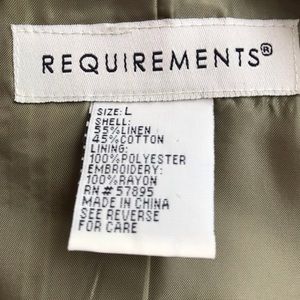 REQUIREMENTS®
SIZE: L
SHELL:
55% LINEN
45% COTTON
LINING:
100% POLYESTER
EMBROIDERY:
100% RAYON
RN# 57895
MADE IN CHINA
SEE REVERSE
FOR CARE